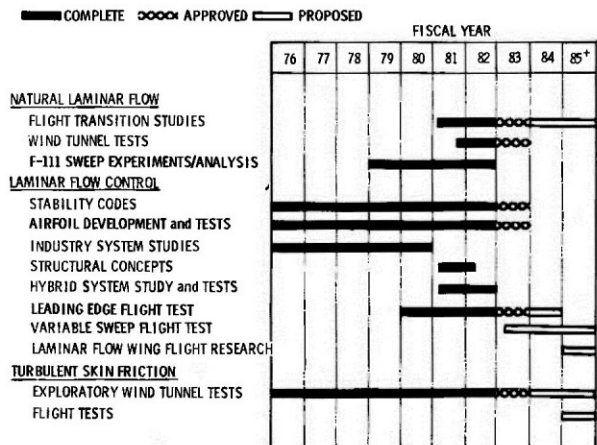 COMPLETE APPROVED PROPOSED
FISCAL YEAR
76 77 78 79 80 81 82 83 84 85+
NATURAL LAMINAR FLOW
FLIGHT TRANSITION STUDIES
WIND TUNNEL TESTS
F-111 SWEEP EXPERIMENTS/ANALYSIS
LAMINAR FLOW CONTROL
STABILITY CODES
AIRFOIL DEVELOPMENT and TESTS
INDUSTRY SYSTEM STUDIES
STRUCTURAL CONCEPTS
HYBRID SYSTEM STUDY and TESTS
LEADING EDGE FLIGHT TEST
VARIABLE SWEEP FLIGHT TEST
LAMINAR FLOW WING FLIGHT RESEARCH
TURBULENT SKIN FRICTION
EXPLORATORY WIND TUNNEL TESTS
FLIGHT TESTS